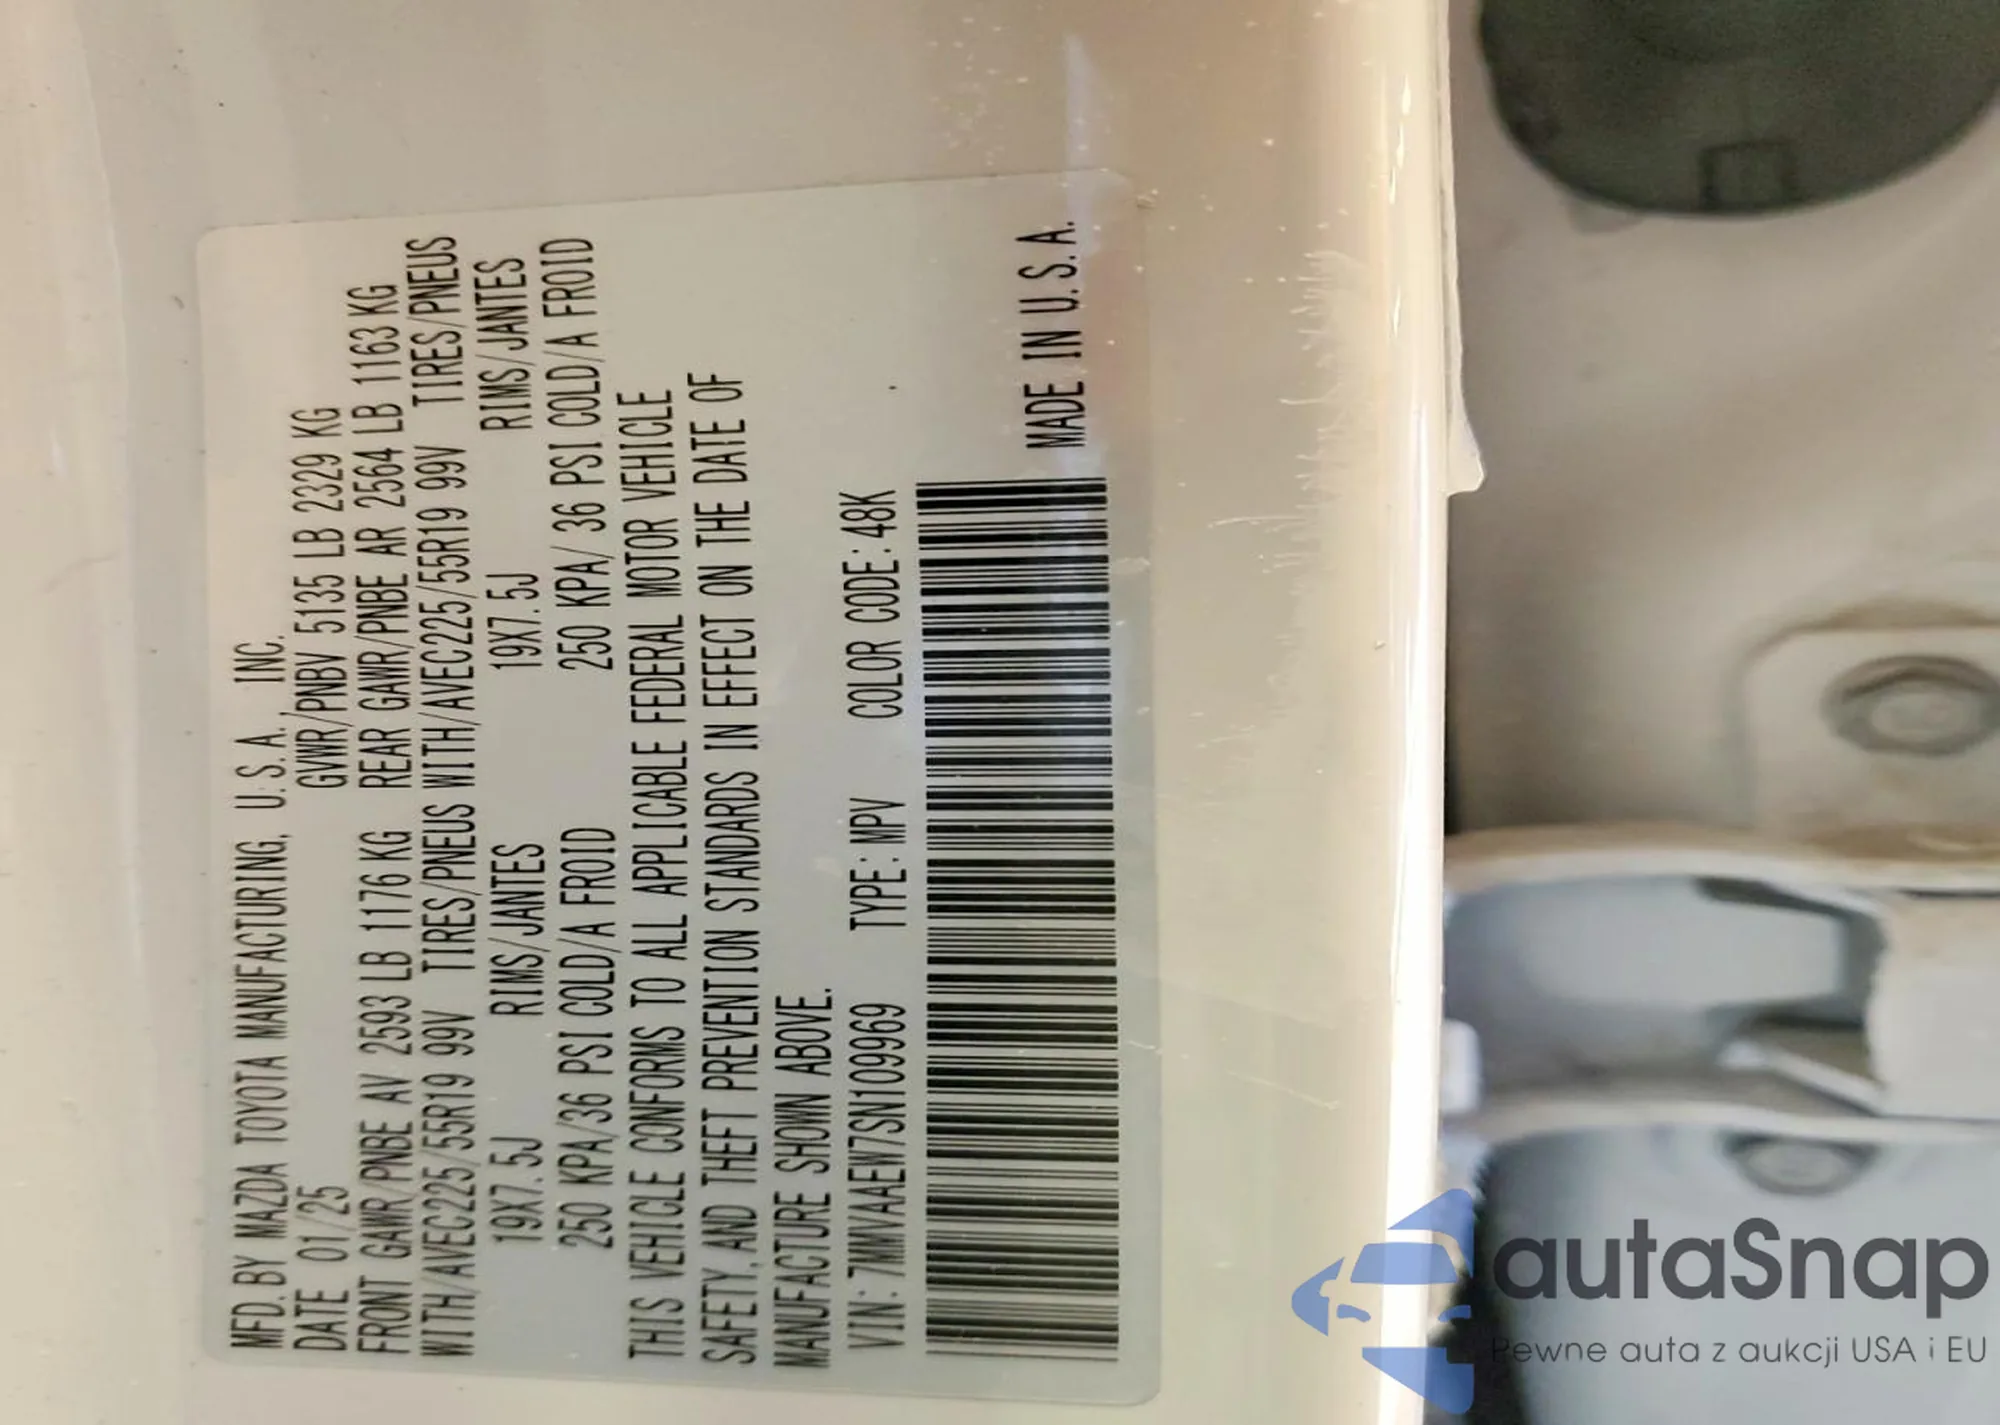 MFD. BY MAZDA TOYOTA MANUFACTURING, U.S.A., INC.
DATE 01/25 GVWR/PNBV 5135 LB 2329 KG
FRONT GAWR/PNBE AV 2593 LB 1176 KG REAR GAWR/PNBE AR 2564 LB 1163 KG
WITH/AVEC225/55R19 99V TIRES/PNEUS WITH/AVEC225/55R19 99V TIRES/PNEUS
19X7.5J RIMS/JANTES 19X7.5J RIMS/JANTES
250 KPA/36 PSI COLD/A FROID 250 KPA/ 36 PSI COLD/A FROID
THIS VEHICLE CONFORMS TO ALL APPLICABLE FEDERAL MOTOR VEHICLE
SAFETY, AND THEFT PREVENTION STANDARDS IN EFFECT ON THE DATE OF
MANUFACTURE SHOWN ABOVE.
VIN: 7MMVAAEW7SN109969 TYPE: MPV COLOR CODE: 48K
MADE IN U.S.A.
autaSnap
Pewne auta z aukcji USA i EU